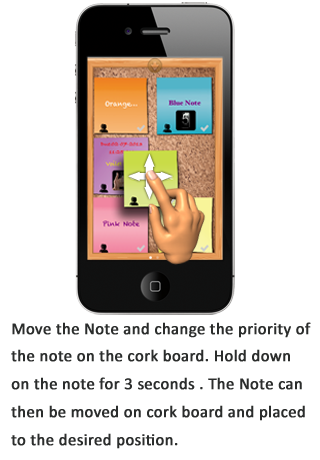 Orange...
Blue Note
Pink Note
Move the Note and change the priority of
the note on the cork board. Hold down
on the note for 3 seconds . The Note can
then be moved on cork board and placed
to the desired position.